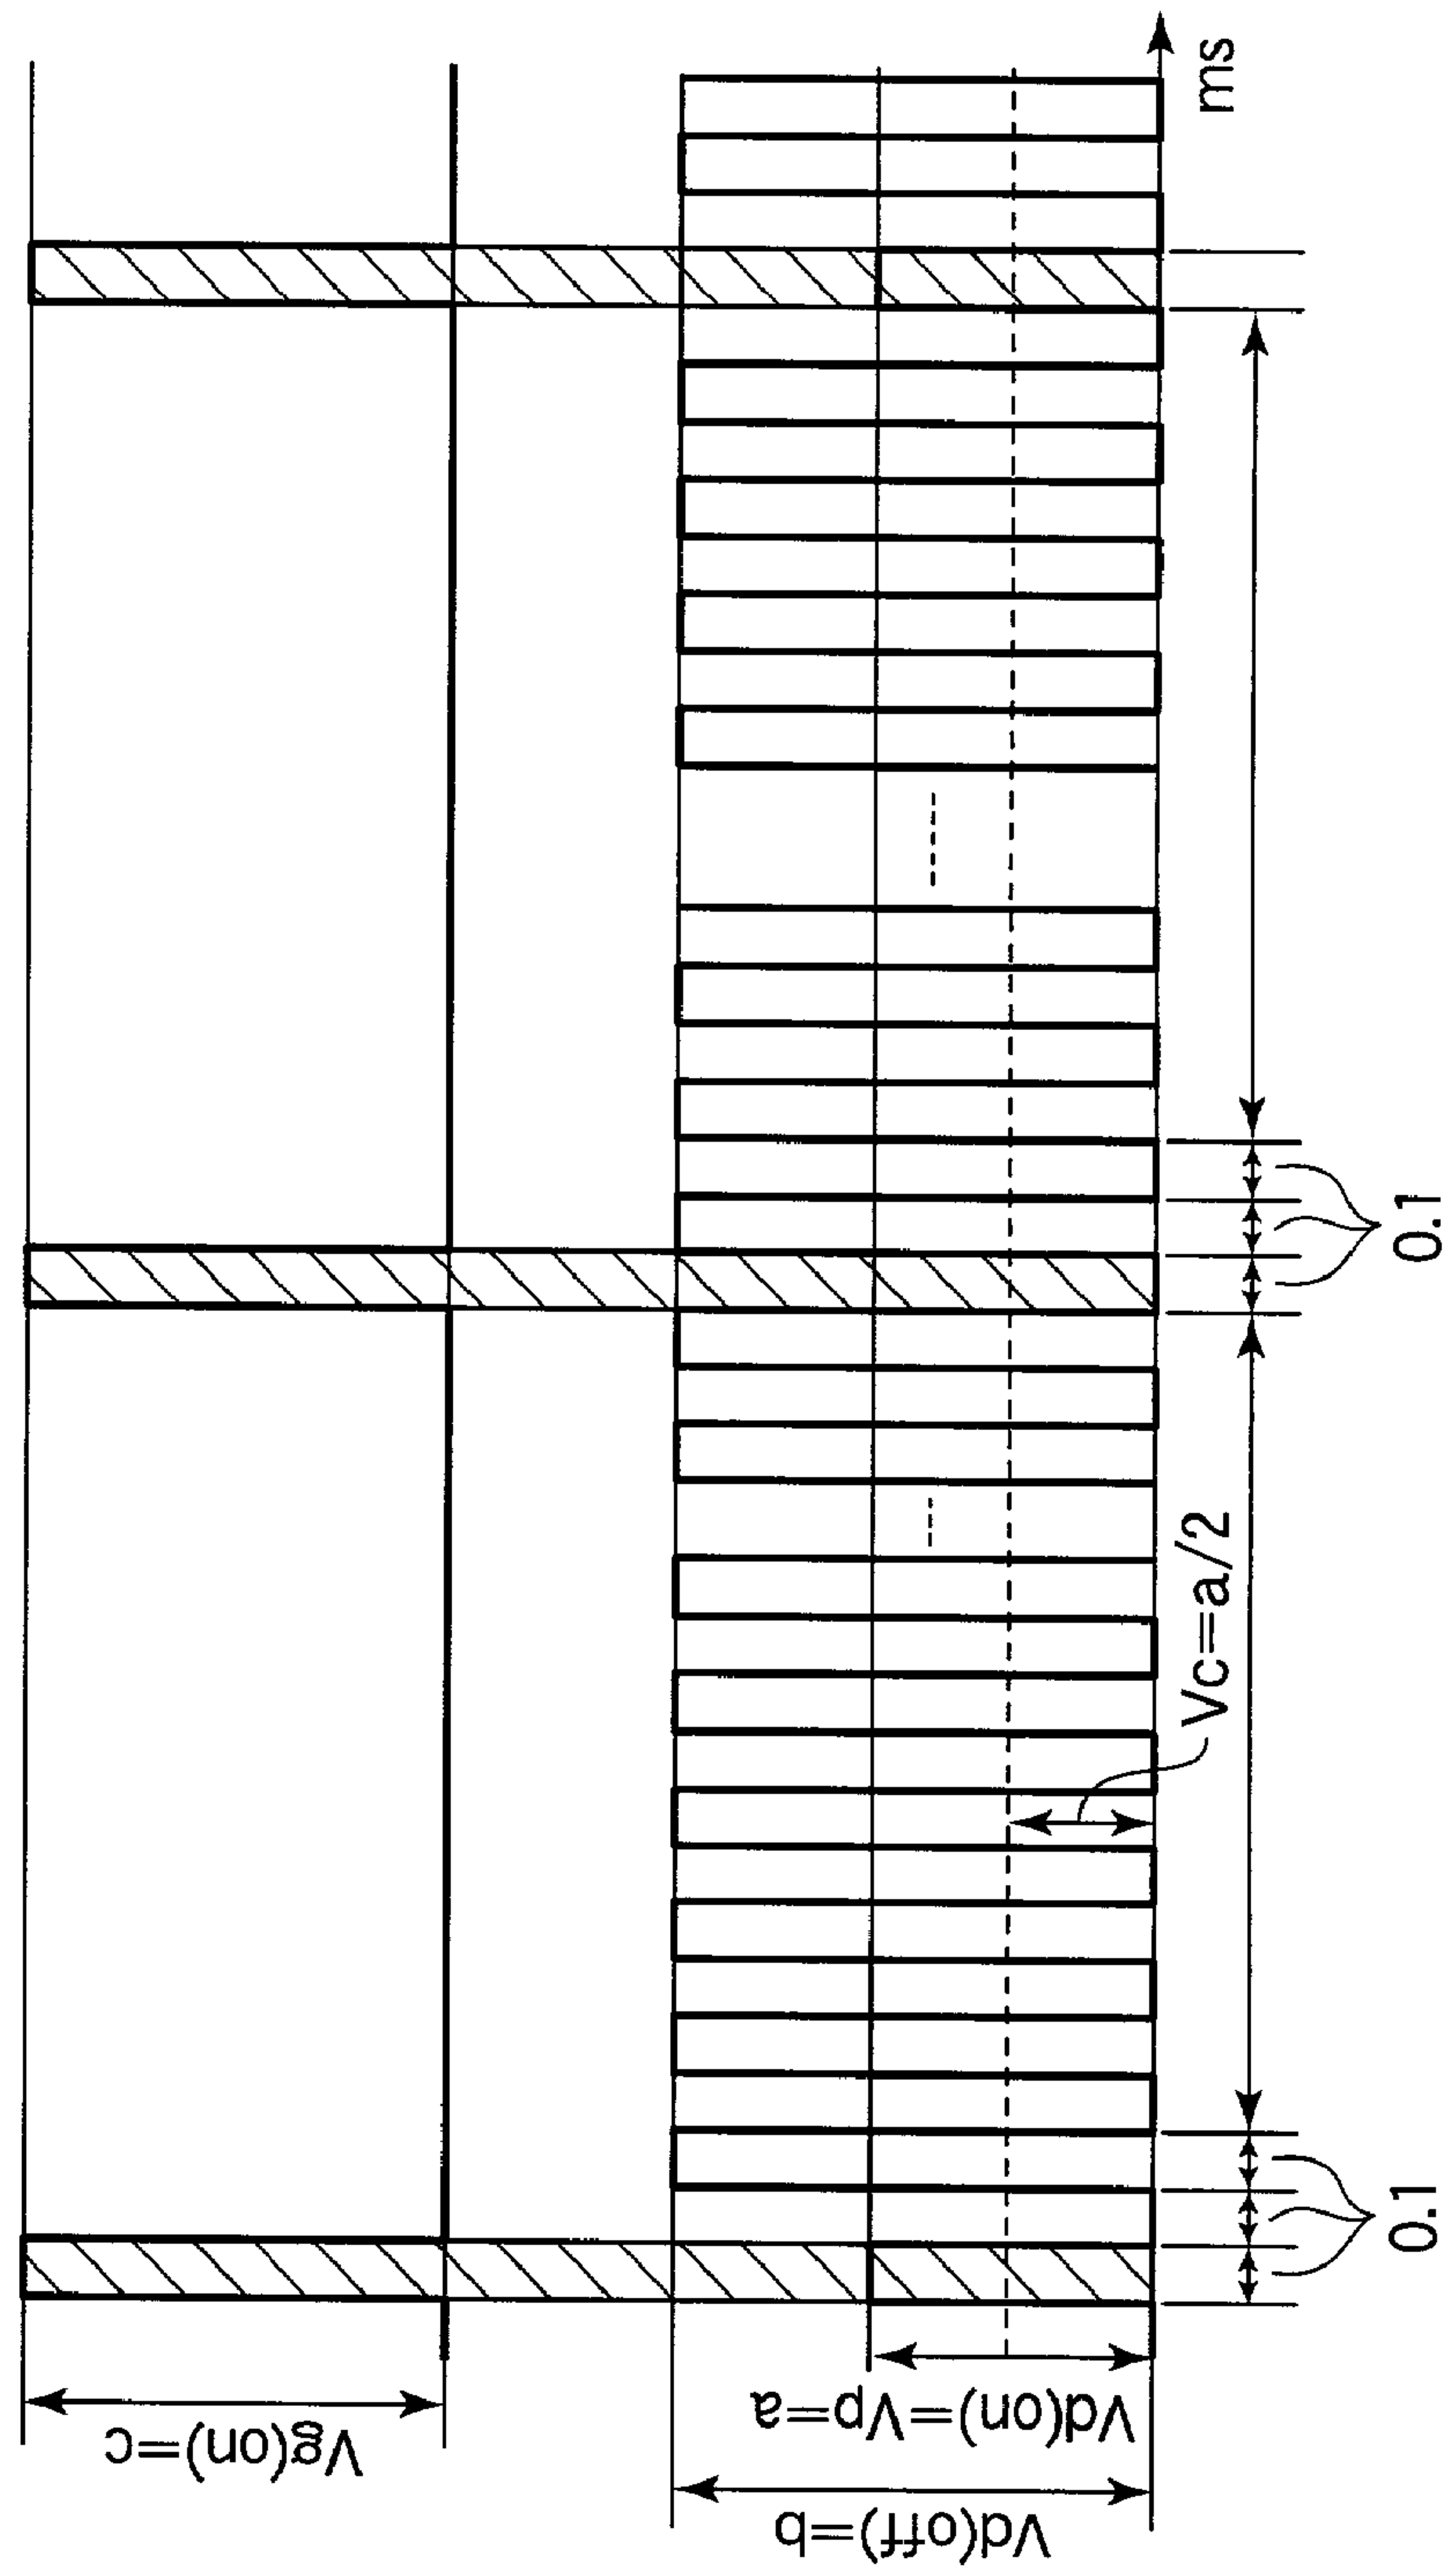 Vg(on)=c
Vd(on)=Vp=a
Vd(off)=b
Vc=a/2
0.1
0.1
ms